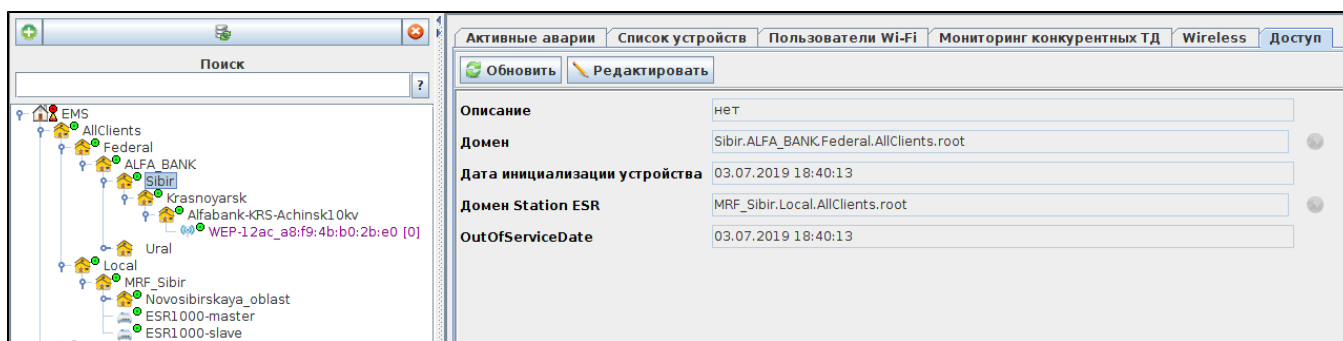 Поиск
?
EMS
AllClients
Federal
ALFA_BANK
Sibir
Krasnoyarsk
Alfabank-KRS-Achinsk10kv
WEP-12ac_a8:f9:4b:b0:2b:e0 [0]
Ural
Local
MRF_Sibir
Novosibirskaya_oblast
ESR1000-master
ESR1000-slave
Активные аварии Список устройств Пользователи Wi-Fi Мониторинг конкурентных ТД Wireless Доступ
Обновить Редактировать
Описание нет
Домен Sibir.ALFA_BANK.Federal.AllClients.root
Дата инициализации устройства 03.07.2019 18:40:13
Домен Station ESR MRF_Sibir.Local.AllClients.root
OutOfServiceDate 03.07.2019 18:40:13